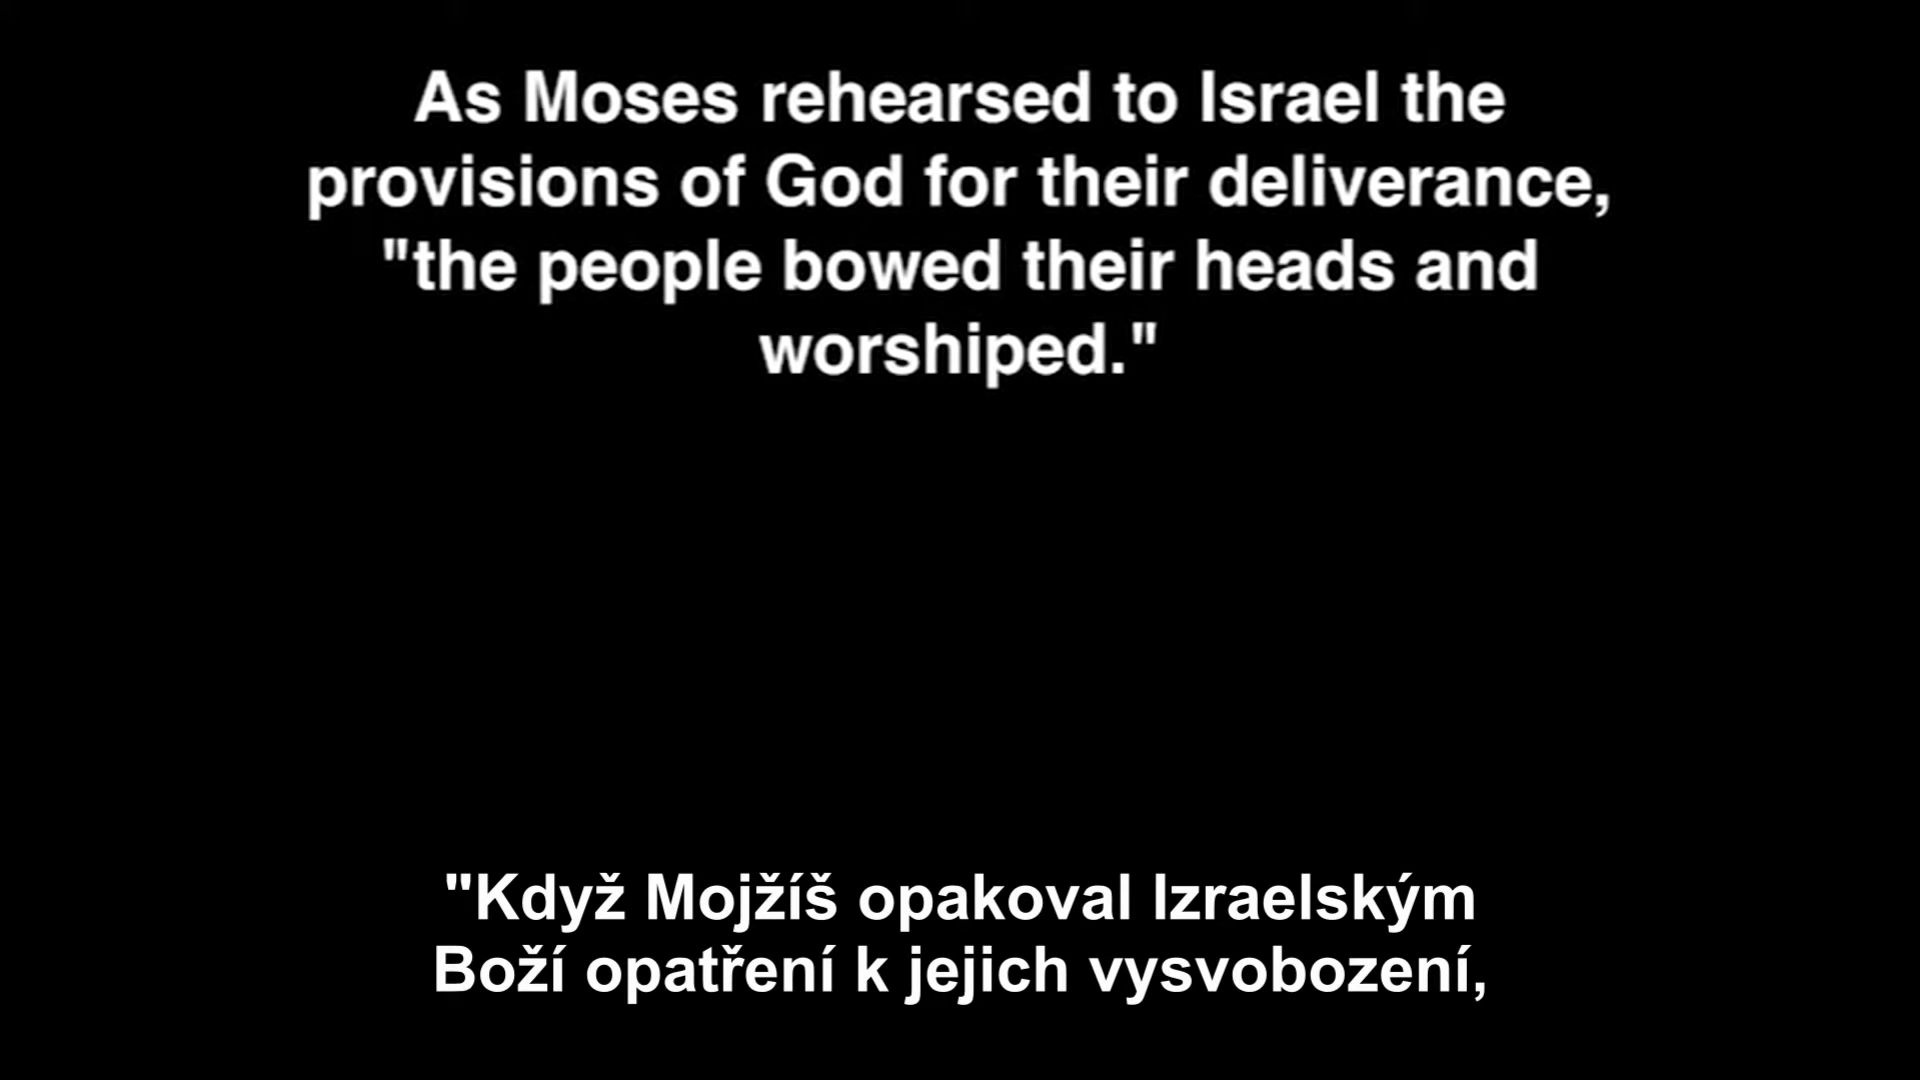 As Moses rehearsed to Israel the
provisions of God for their deliverance,
"the people bowed their heads and
worshiped."
"Když Mojžíš opakoval Izraelským
Boží opatření k jejich vysvobození,